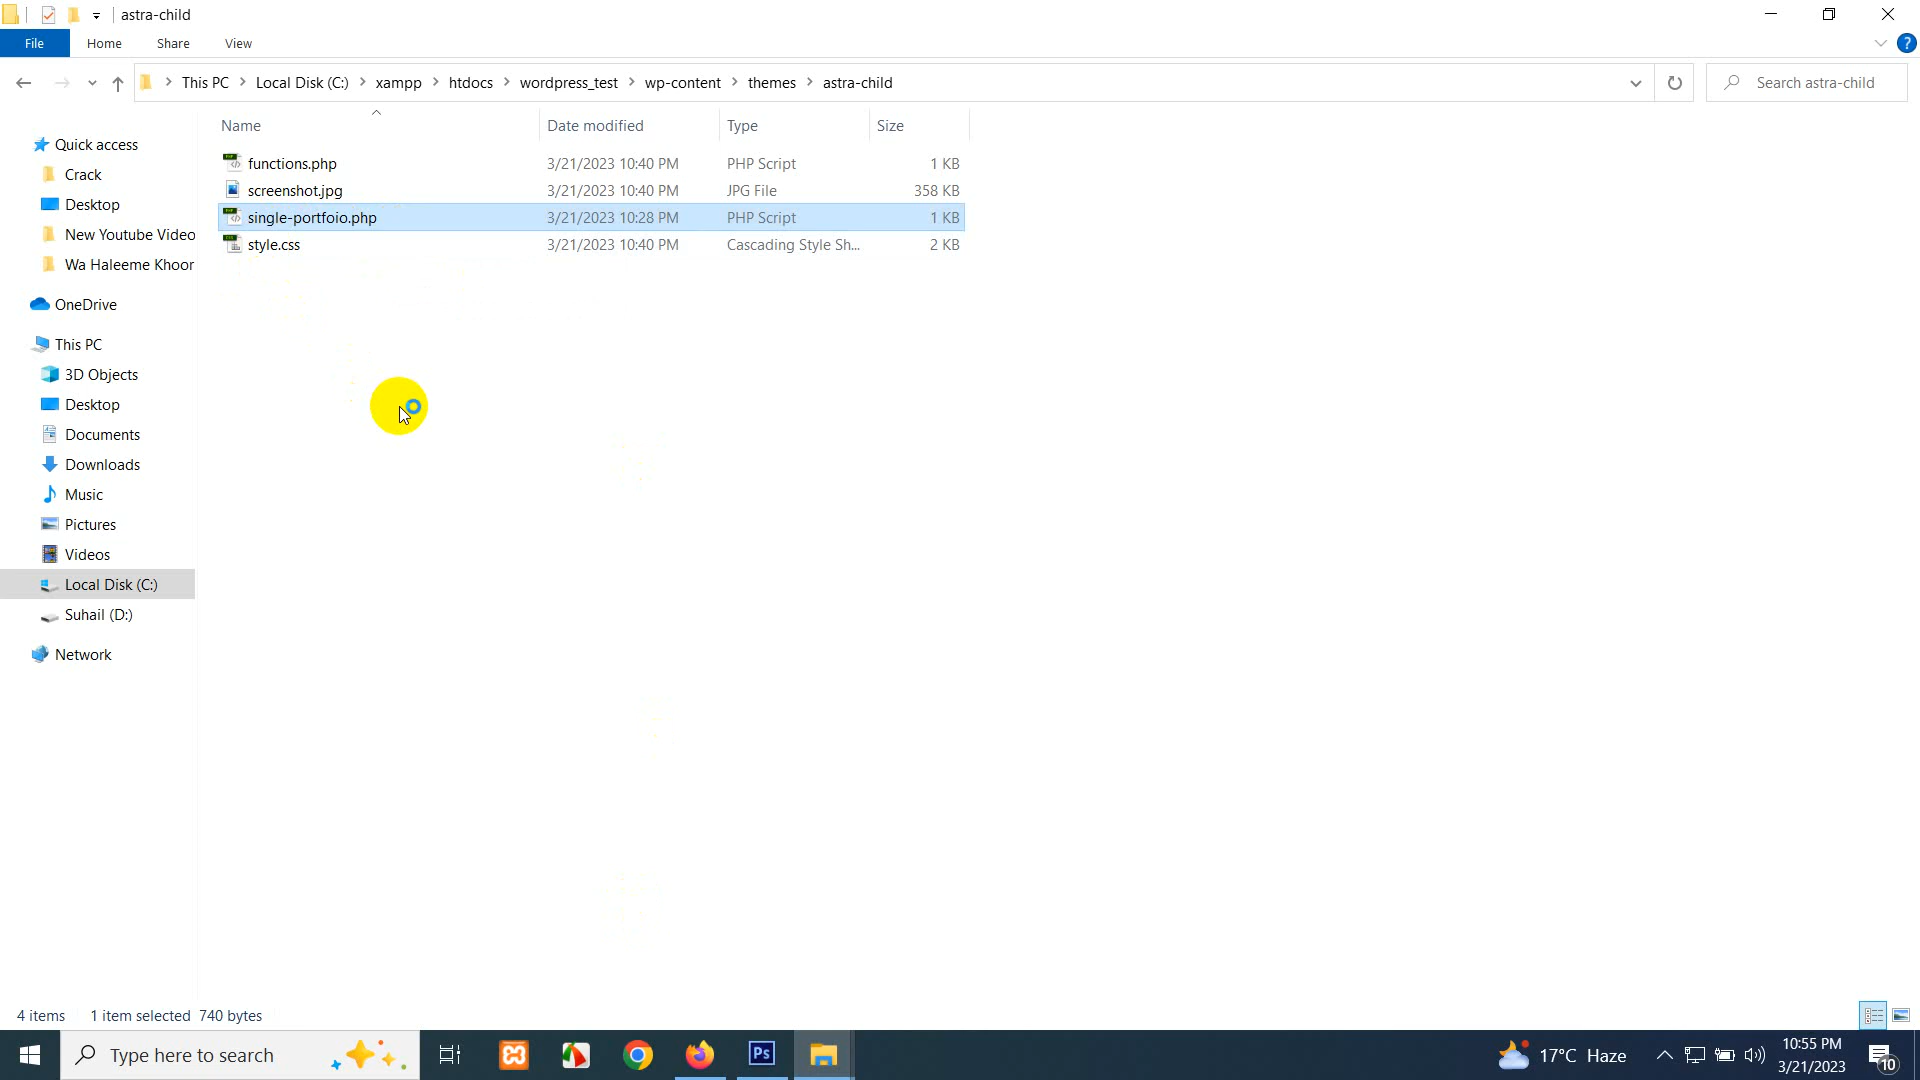 astra-child
File Home Share View
This PC Local Disk (C:) xampp htdocs wordpress_test wp-content themes astra-child
Search astra-child
Name Date modified Type Size
functions.php 3/21/2023 10:40 PM PHP Script 1 KB
screenshot.jpg 3/21/2023 10:40 PM JPG File 358 KB
single-portfoio.php 3/21/2023 10:28 PM PHP Script 1 KB
style.css 3/21/2023 10:40 PM Cascading Style Sh... 2 KB
Quick access
Crack
Desktop
New Youtube Video
Wa Haleeme Khoor
OneDrive
This PC
3D Objects
Desktop
Documents
Downloads
Music
Pictures
Videos
Local Disk (C:)
Suhail (D:)
Network
4 items 1 item selected 740 bytes
Type here to search
Ps
17°C Haze
10:55 PM
3/21/2023
10